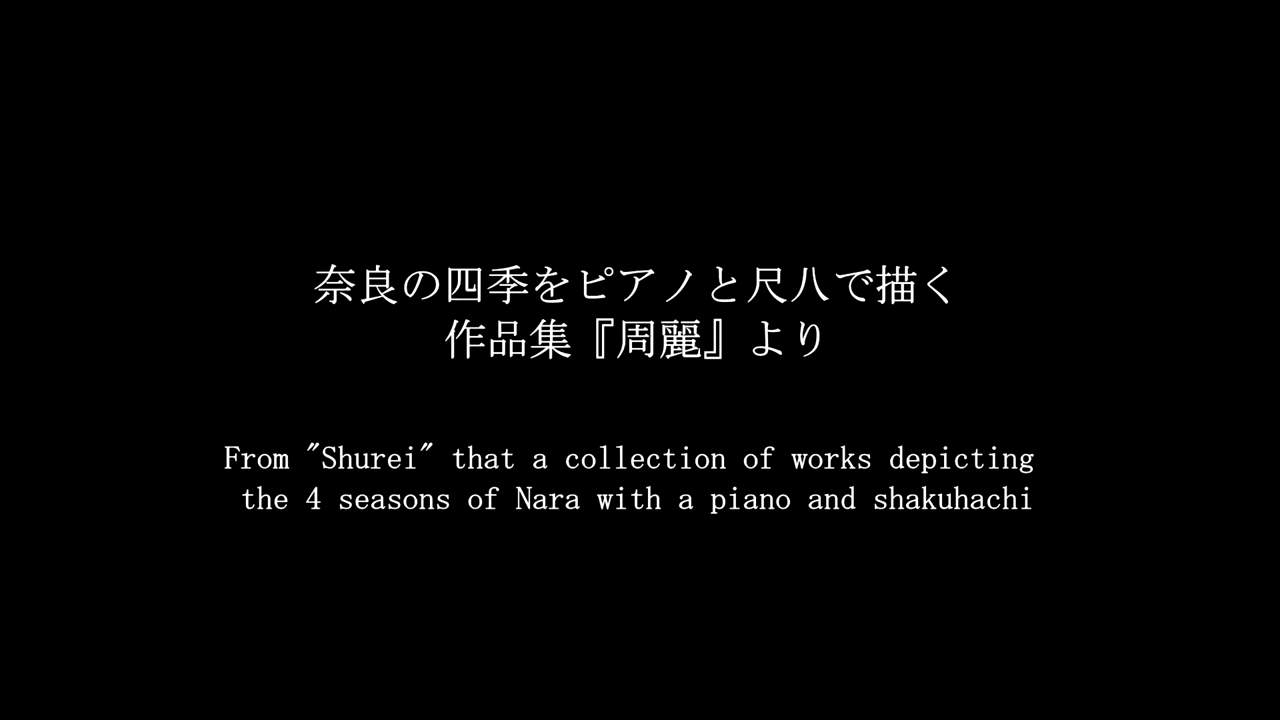 奈良の四季をピアノと尺八で描く
作品集『周麗』より
From "Shurei" that a collection of works depicting
the 4 seasons of Nara with a piano and shakuhachi